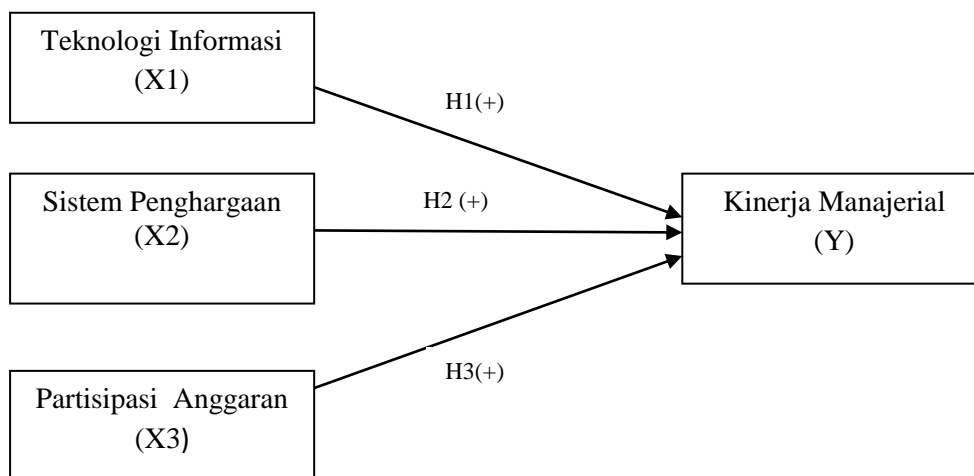 Teknologi Informasi
(X1)
H1(+)
Sistem Penghargaan
(X2)
H2 (+)
Kinerja Manajerial
(Y)
H3(+)
Partisipasi Anggaran
(X3)